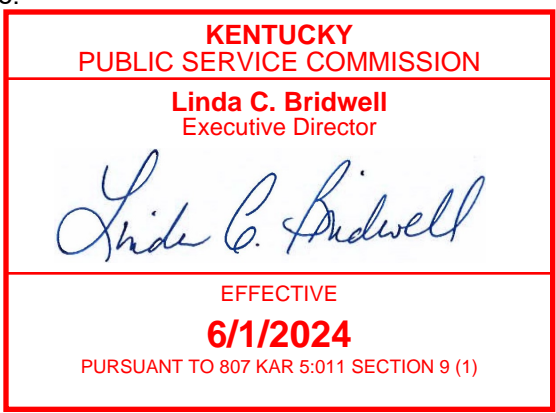 KENTUCKY
PUBLIC SERVICE COMMISSION
Linda C. Bridwell
Executive Director
Linda C. Bridwell
EFFECTIVE
6/1/2024
PURSUANT TO 807 KAR 5:011 SECTION 9 (1)